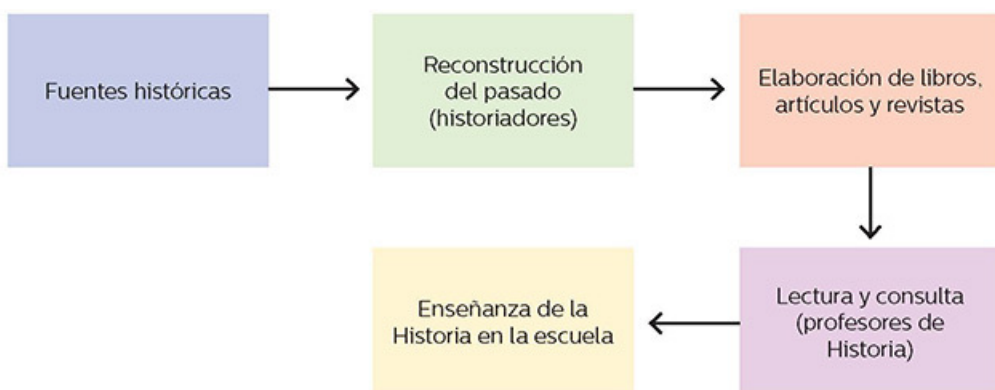 Fuentes históricas
Reconstrucción
del pasado
(historiadores)
Elaboración de libros,
artículos y revistas
Lectura y consulta
(profesores de
Historia)
Enseñanza de la
Historia en la escuela